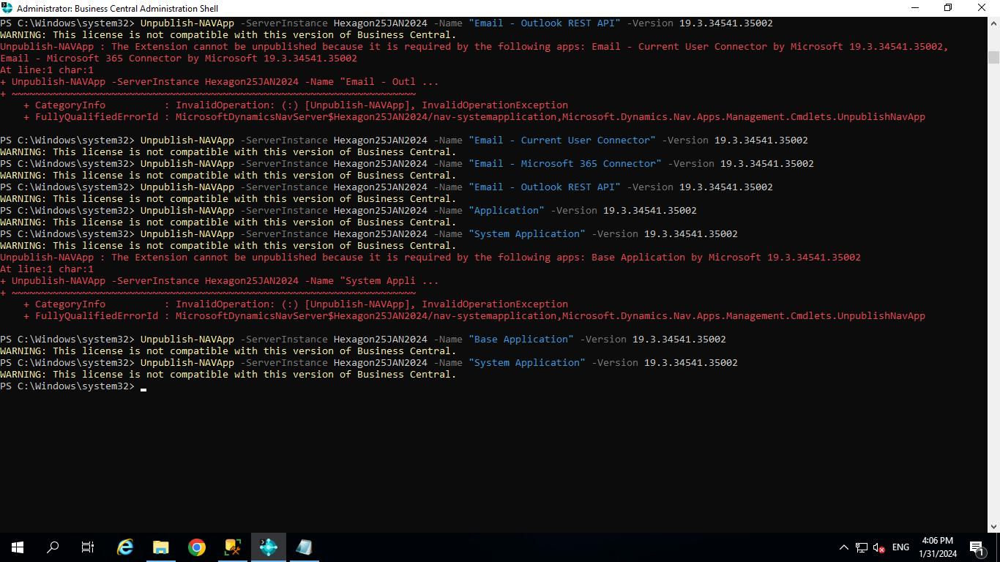 Administrator: Business Central Administration Shell
PS C:\Windows\system32> Unpublish-NAVApp -ServerInstance Hexagon25JAN2024 -Name "Email - Outlook REST API" -Version 19.3.34541.35002
WARNING: This license is not compatible with this version of Business Central.
Unpublish-NAVApp : The Extension cannot be unpublished because it is required by the following apps: Email - Current User Connector by Microsoft 19.3.34541.35002,
Email - Microsoft 365 Connector by Microsoft 19.3.34541.35002
At line:1 char:1
+ Unpublish-NAVApp -ServerInstance Hexagon25JAN2024 -Name "Email - Outl ...
+ ~~~~~~~~~~~~~~~~~~~~~~~~~~~~~~~~~~~~~~~~~~~~~~~~~~~~~~~~~~~~~~~~~~~~~
    + CategoryInfo          : InvalidOperation: (:) [Unpublish-NAVApp], InvalidOperationException
    + FullyQualifiedErrorId : MicrosoftDynamicsNavServer$Hexagon25JAN2024/nav-systemapplication,Microsoft.Dynamics.Nav.Apps.Management.Cmdlets.UnpublishNavApp
PS C:\Windows\system32> Unpublish-NAVApp -ServerInstance Hexagon25JAN2024 -Name "Email - Current User Connector" -Version 19.3.34541.35002
WARNING: This license is not compatible with this version of Business Central.
PS C:\Windows\system32> Unpublish-NAVApp -ServerInstance Hexagon25JAN2024 -Name "Email - Microsoft 365 Connector" -Version 19.3.34541.35002
WARNING: This license is not compatible with this version of Business Central.
PS C:\Windows\system32> Unpublish-NAVApp -ServerInstance Hexagon25JAN2024 -Name "Email - Outlook REST API" -Version 19.3.34541.35002
WARNING: This license is not compatible with this version of Business Central.
PS C:\Windows\system32> Unpublish-NAVApp -ServerInstance Hexagon25JAN2024 -Name "Application" -Version 19.3.34541.35002
WARNING: This license is not compatible with this version of Business Central.
PS C:\Windows\system32> Unpublish-NAVApp -ServerInstance Hexagon25JAN2024 -Name "System Application" -Version 19.3.34541.35002
WARNING: This license is not compatible with this version of Business Central.
Unpublish-NAVApp : The Extension cannot be unpublished because it is required by the following apps: Base Application by Microsoft 19.3.34541.35002
At line:1 char:1
+ Unpublish-NAVApp -ServerInstance Hexagon25JAN2024 -Name "System Appli ...
+ ~~~~~~~~~~~~~~~~~~~~~~~~~~~~~~~~~~~~~~~~~~~~~~~~~~~~~~~~~~~~~~~~~~~~~
    + CategoryInfo          : InvalidOperation: (:) [Unpublish-NAVApp], InvalidOperationException
    + FullyQualifiedErrorId : MicrosoftDynamicsNavServer$Hexagon25JAN2024/nav-systemapplication,Microsoft.Dynamics.Nav.Apps.Management.Cmdlets.UnpublishNavApp
PS C:\Windows\system32> Unpublish-NAVApp -ServerInstance Hexagon25JAN2024 -Name "Base Application" -Version 19.3.34541.35002
WARNING: This license is not compatible with this version of Business Central.
PS C:\Windows\system32> Unpublish-NAVApp -ServerInstance Hexagon25JAN2024 -Name "System Application" -Version 19.3.34541.35002
WARNING: This license is not compatible with this version of Business Central.
PS C:\Windows\system32>
ENG
4:06 PM
1/31/2024
1